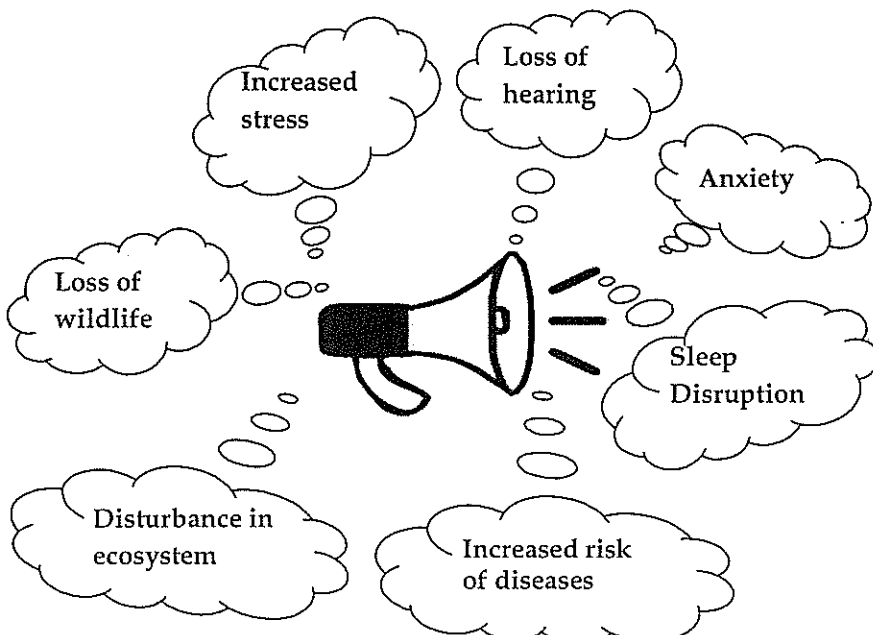 Increased
stress
Loss of
hearing
Anxiety
Loss of
wildlife
Sleep
Disruption
Disturbance in
ecosystem
Increased risk
of diseases